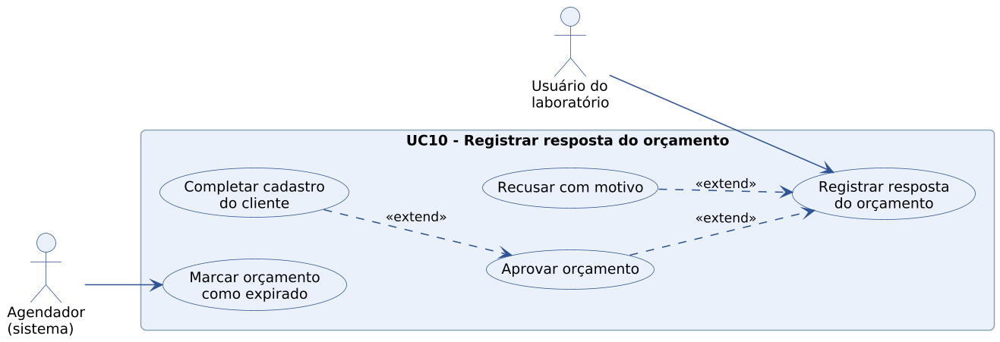 Usuário do
laboratório
UC10 - Registrar resposta do orçamento
Completar cadastro
do cliente
Recusar com motivo
«extend»
Registrar resposta
do orçamento
«extend»
«extend»
Aprovar orçamento
Marcar orçamento
como expirado
Agendador
(sistema)